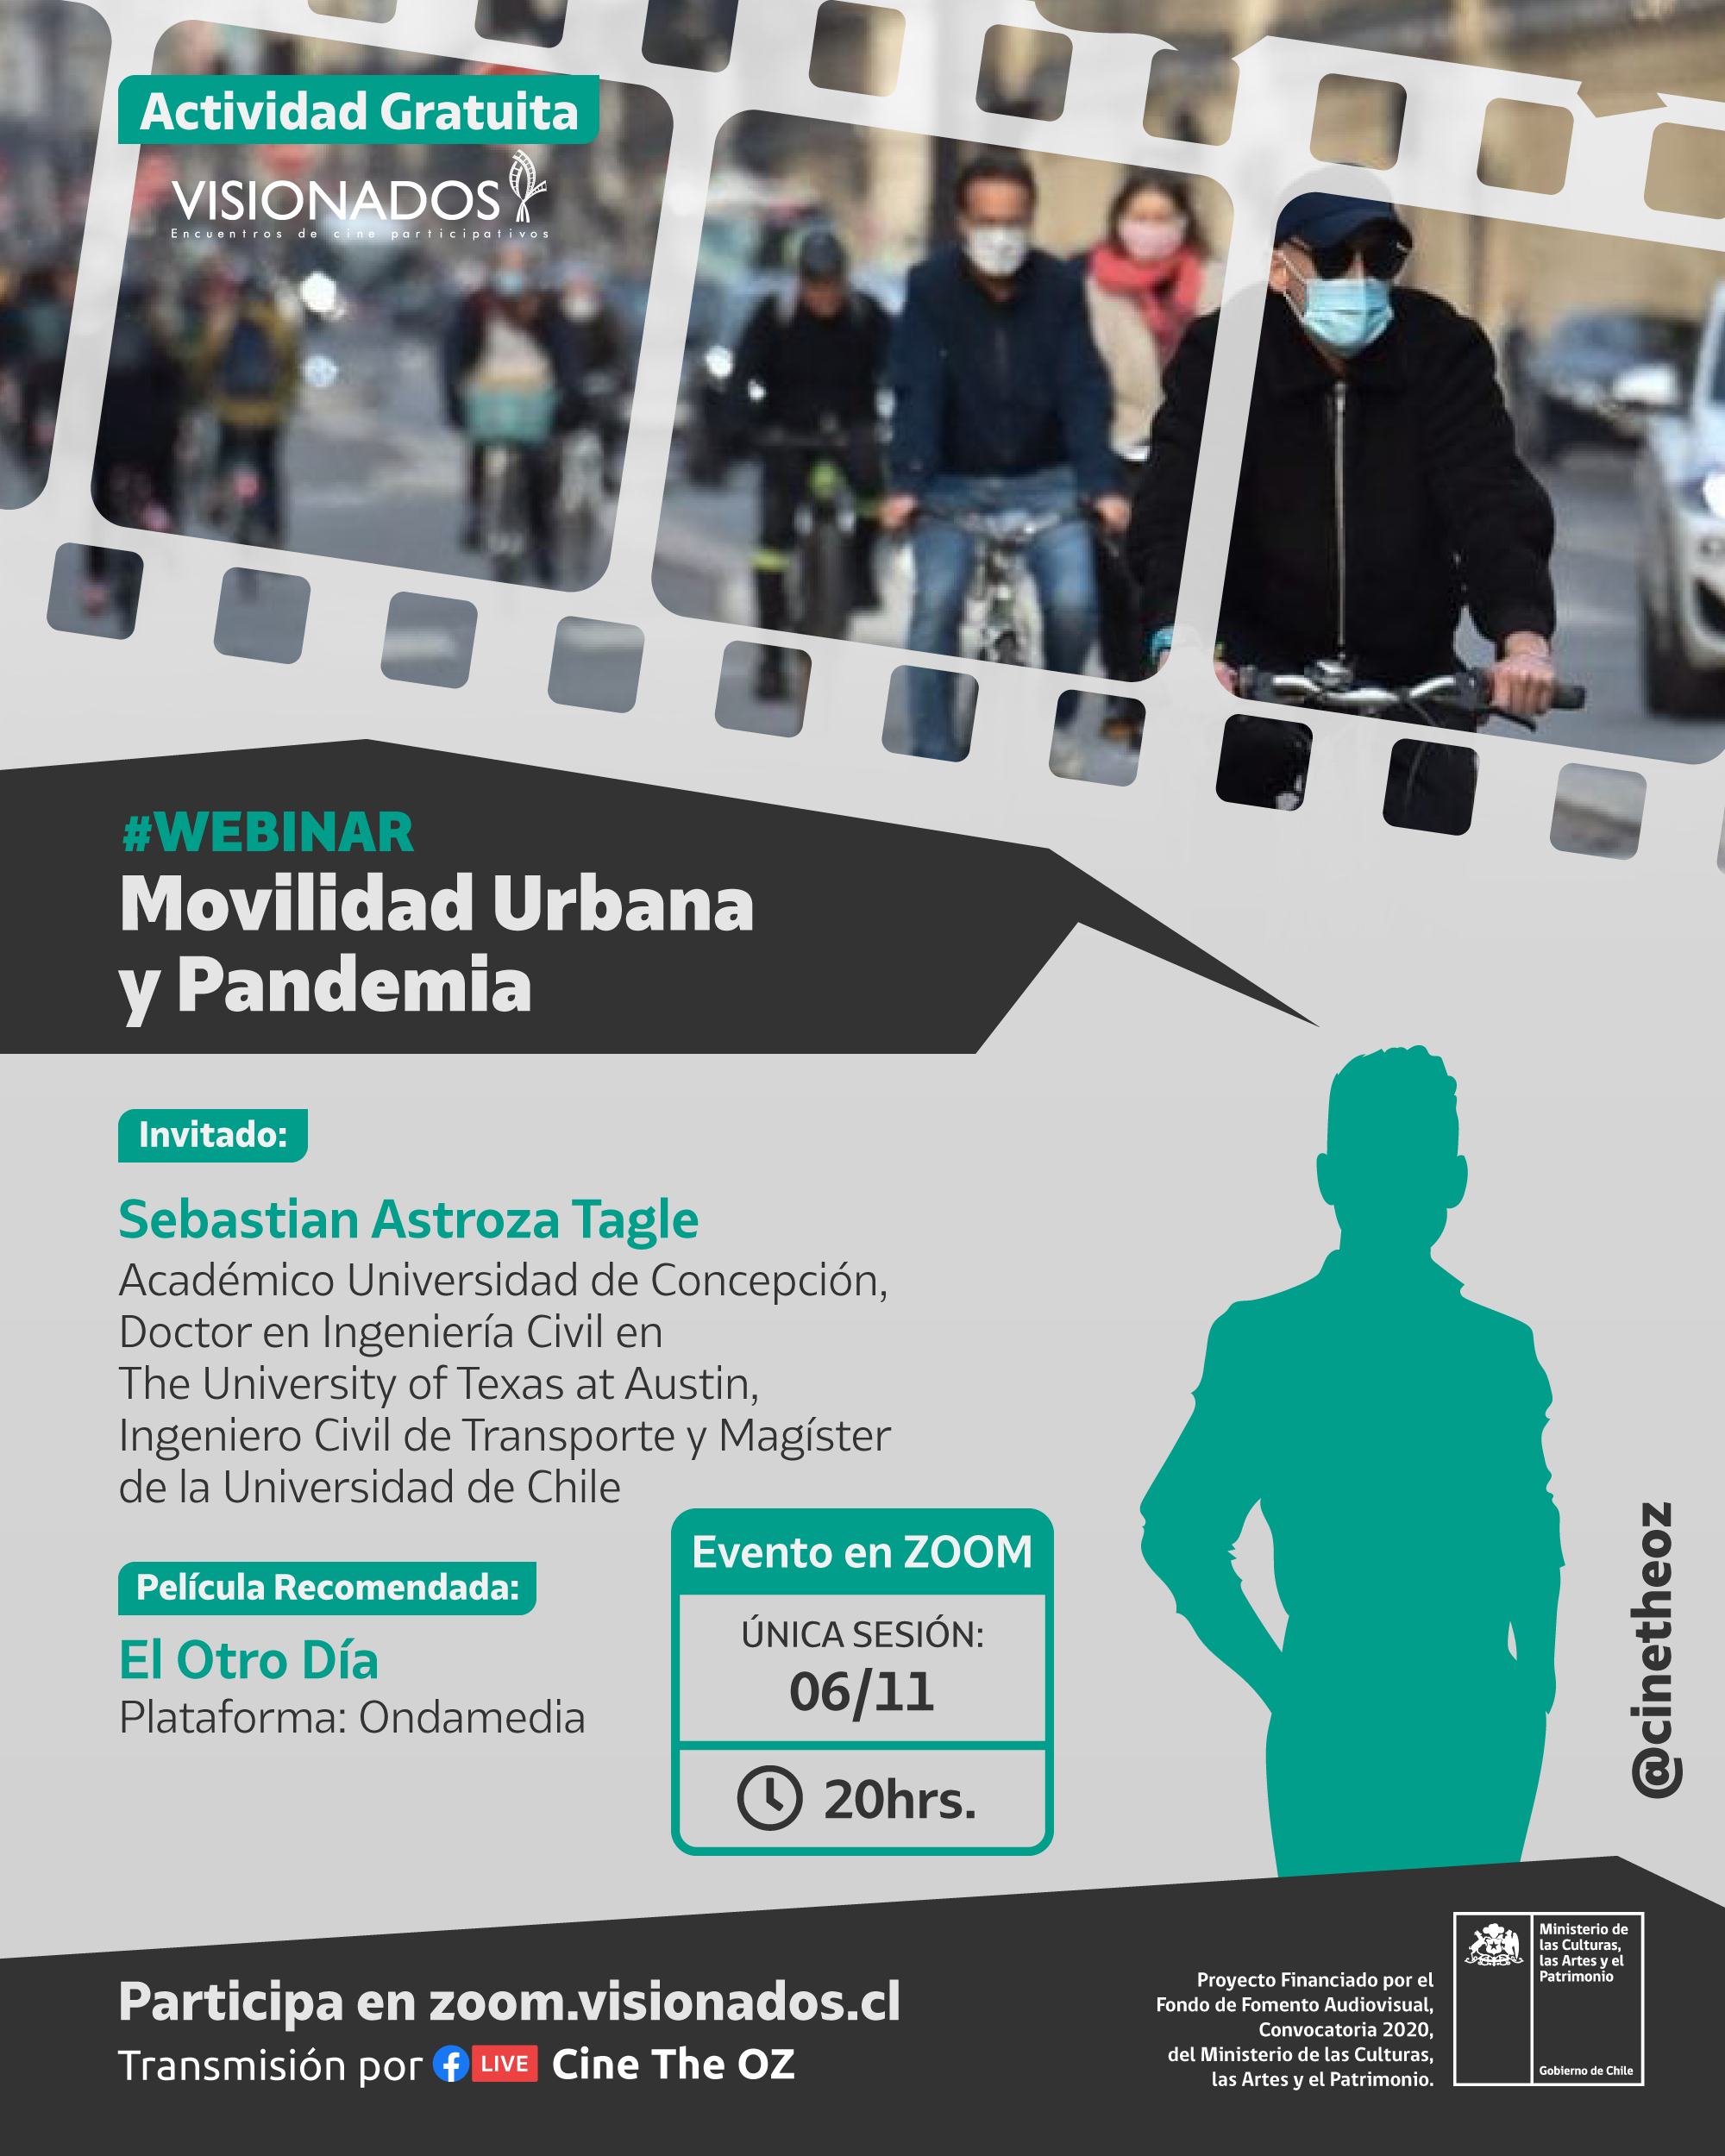 Actividad Gratuita
VISIONADOS
Encuentros de cine participativos
#WEBINAR
Movilidad Urbana
y Pandemia
Invitado:
Sebastian Astroza Tagle
Académico Universidad de Concepción,
Doctor en Ingeniería Civil en
The University of Texas at Austin,
Ingeniero Civil de Transporte y Magíster
de la Universidad de Chile
Película Recomendada:
El Otro Día
Plataforma: Ondamedia
Evento en ZOOM
ÚNICA SESIÓN:
06/11
20hrs.
@cinetheoz
Participa en zoom.visionados.cl
Transmisión por f LIVE Cine The OZ
Proyecto Financiado por el
Fondo de Fomento Audiovisual,
Convocatoria 2020,
del Ministerio de las Culturas,
las Artes y el Patrimonio.
Ministerio de
las Culturas,
las Artes y el
Patrimonio
Gobierno de Chile